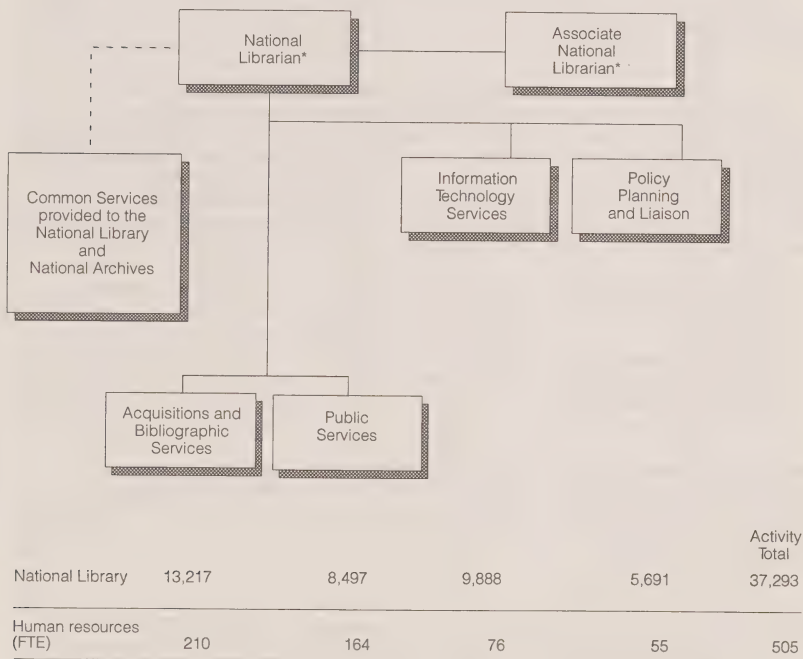 National
Librarian*
Associate
National
Librarian*
Common Services
provided to the
National Library
and
National Archives
Information
Technology
Services
Policy
Planning
and Liaison
Acquisitions and
Bibliographic
Services
Public
Services
Activity
Total
National Library 13,217 8,497 9,888 5,691 37,293
Human resources
(FTE) 210 164 76 55 505